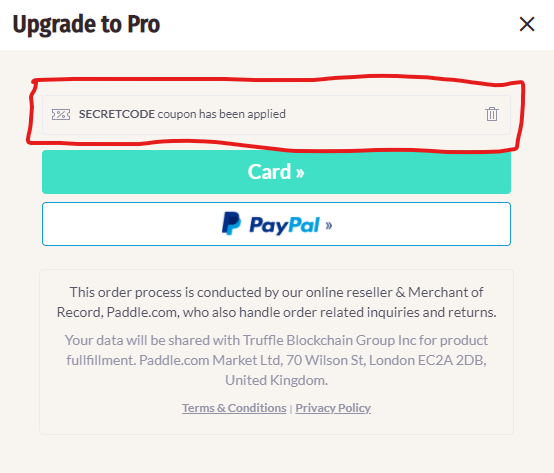 Upgrade to Pro
SECRETCODE coupon has been applied
Card »
PayPal »
This order process is conducted by our online reseller & Merchant of
Record, Paddle.com, who also handle order related inquiries and returns.
Your data will be shared with Truffle Blockchain Group Inc for product
fullfillment. Paddle.com Market Ltd, 70 Wilson St, London EC2A 2DB,
United Kingdom.
Terms & Conditions | Privacy Policy